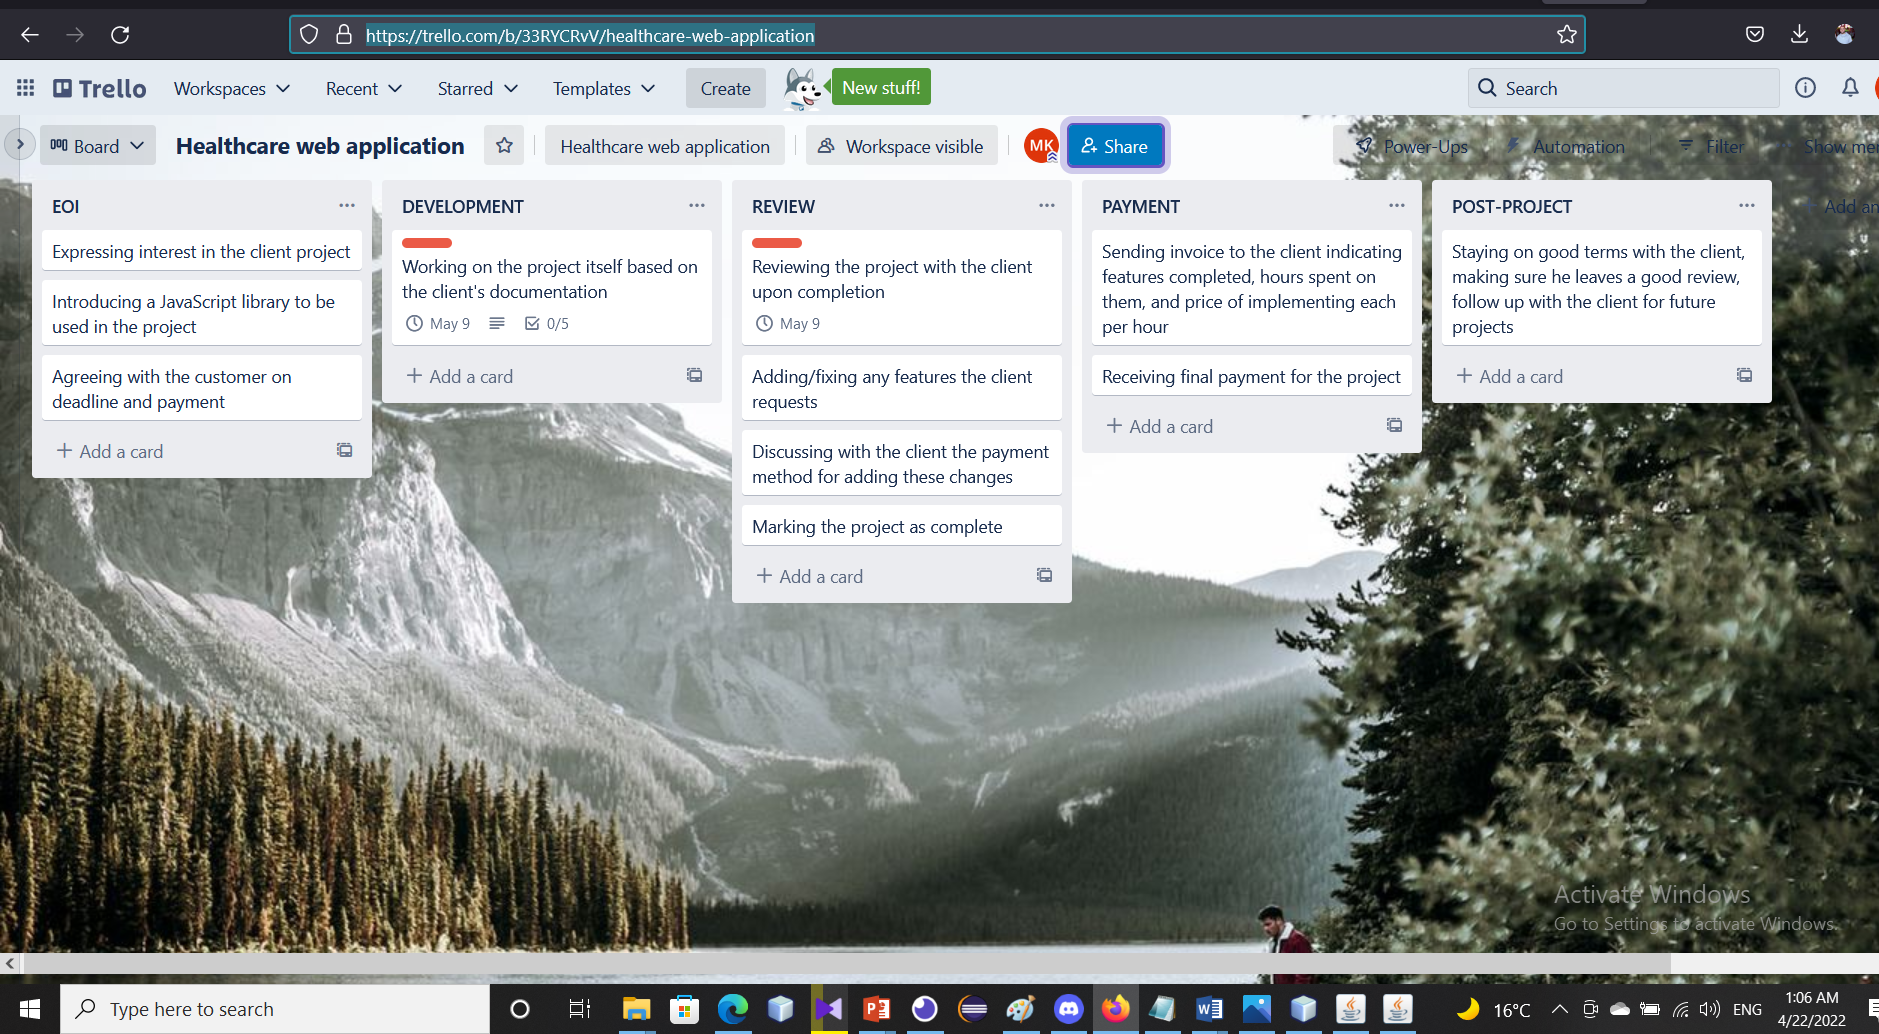 https://trello.com/b/33RYCRvV/healthcare-web-application
Trello Workspaces Recent Starred Templates Create New stuff! Search
Board Healthcare web application Healthcare web application Workspace visible MK Share Power-Ups Automation Filter Show
EOI
Expressing interest in the client project
Introducing a JavaScript library to be
used in the project
Agreeing with the customer on
deadline and payment
+ Add a card
DEVELOPMENT
Working on the project itself based on
the client's documentation
May 9 0/5
+ Add a card
REVIEW
Reviewing the project with the client
upon completion
May 9
Adding/fixing any features the client
requests
Discussing with the client the payment
method for adding these changes
Marking the project as complete
+ Add a card
PAYMENT
Sending invoice to the client indicating
features completed, hours spent on
them, and price of implementing each
per hour
Receiving final payment for the project
+ Add a card
POST-PROJECT
Staying on good terms with the client,
making sure he leaves a good review,
follow up with the client for future
projects
+ Add a card
Add
Activate Windows
Go to Settings to activate Windows.
Type here to search
16°C ENG
1:06 AM
4/22/2022